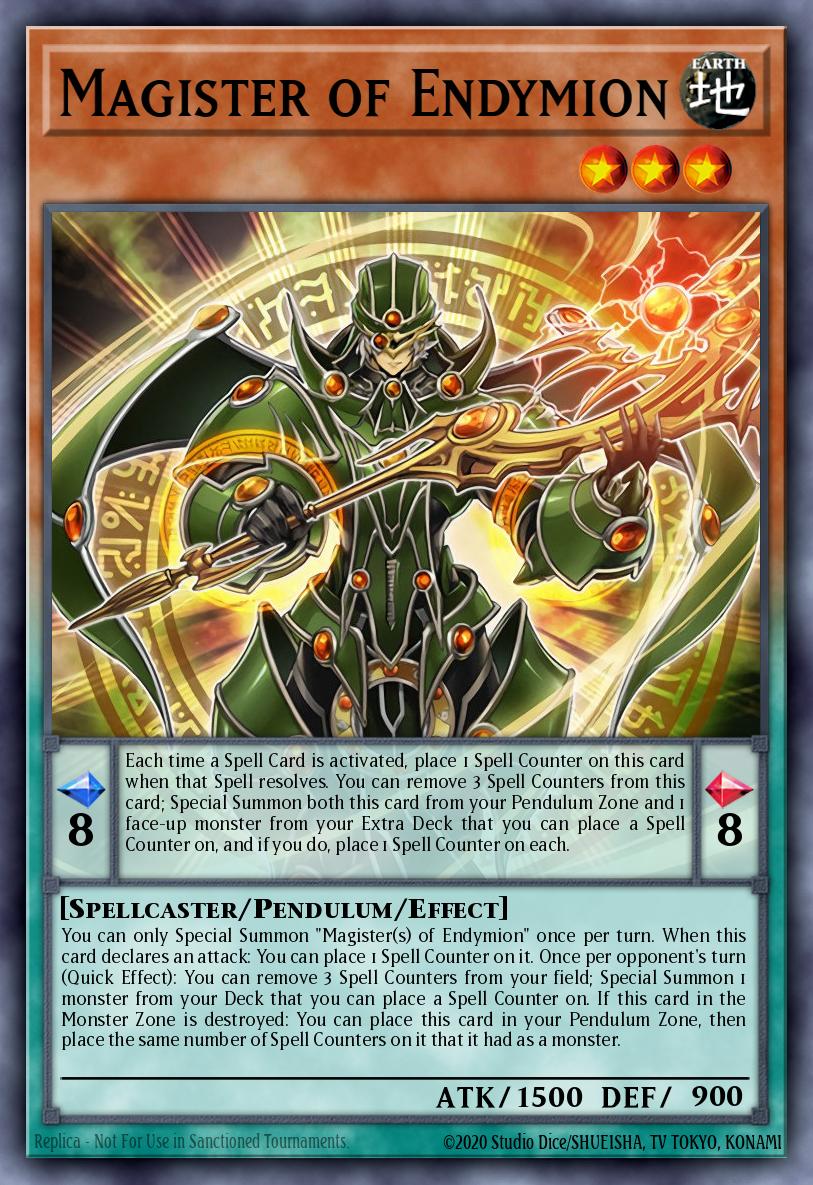 Magister of Endymion
EARTH
地
Each time a Spell Card is activated, place 1 Spell Counter on this card
when that Spell resolves. You can remove 3 Spell Counters from this
card; Special Summon both this card from your Pendulum Zone and 1
face-up monster from your Extra Deck that you can place a Spell
Counter on, and if you do, place 1 Spell Counter on each.
8
8
[Spellcaster/Pendulum/Effect]
You can only Special Summon "Magister(s) of Endymion" once per turn. When this
card declares an attack: You can place 1 Spell Counter on it. Once per opponent's turn
(Quick Effect): You can remove 3 Spell Counters from your field; Special Summon 1
monster from your Deck that you can place a Spell Counter on. If this card in the
Monster Zone is destroyed: You can place this card in your Pendulum Zone, then
place the same number of Spell Counters on it that it had as a monster.
ATK/1500 DEF/ 900
Replica - Not For Use in Sanctioned Tournaments.
©2020 Studio Dice/SHUEISHA, TV TOKYO, KONAMI